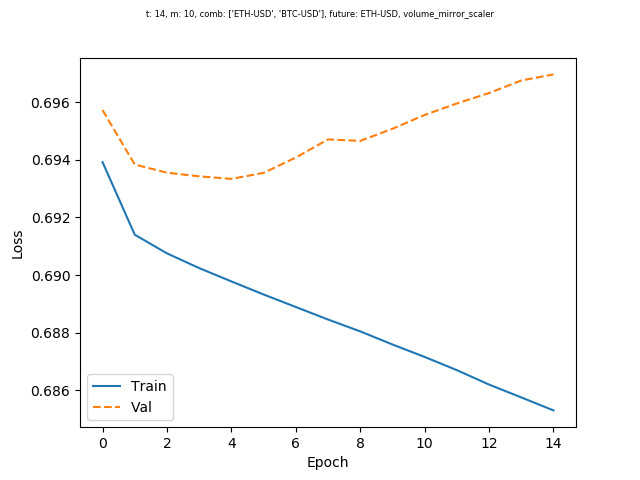 t: 14, m: 10, comb: ['ETH-USD', 'BTC-USD'], future: ETH-USD, volume_mirror_scaler
0.696
0.694
0.692
0.690
0.688
0.686
Loss
Train
Val
0 2 4 6 8 10 12 14
Epoch